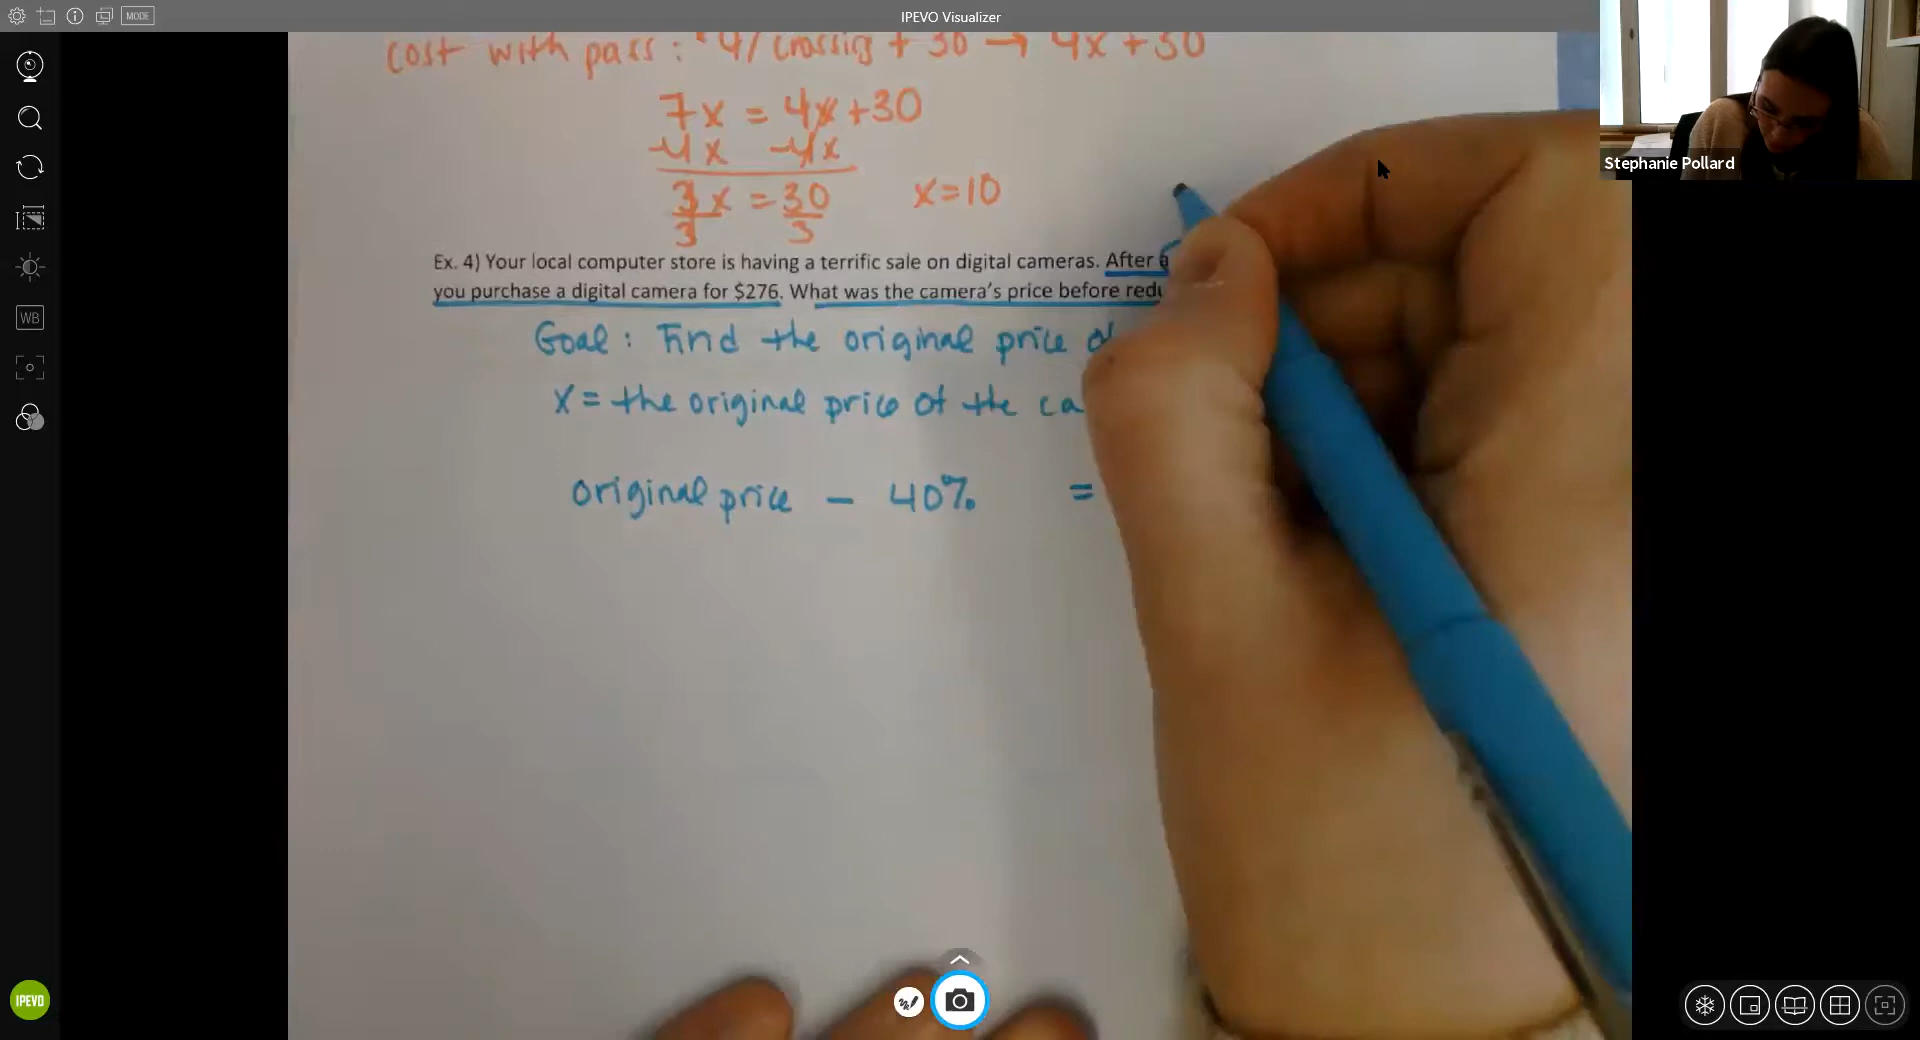 MODE
IPEVO Visualizer
Stephanie Pollard
WB
IPEVO
cost with pass : $4/crossing + 30 → 4x + 30
7x = 4x + 30
-4x -4x
3x = 30 x = 10
3 3
Ex. 4) Your local computer store is having a terrific sale on digital cameras. After a
you purchase a digital camera for $276. What was the camera's price before redu
Goal : Find the original price of
x = the original price of the ca
original price - 40% =